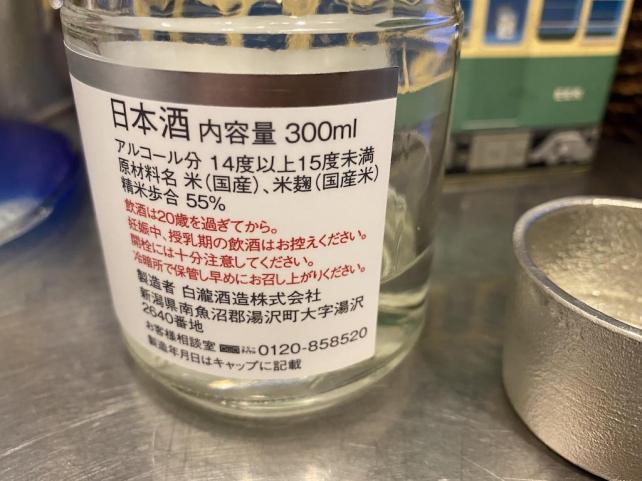 日本酒 内容量 300ml
アルコール分 14度以上15度未満
原材料名 米(国産)、米麹(国産米)
精米歩合 55%
飲酒は20歳を過ぎてから。
妊娠中、授乳期の飲酒はお控えください。
開栓には十分注意してください。
冷暗所で保管し早めにお召し上がりください。
製造者 白瀧酒造株式会社
新潟県南魚沼郡湯沢町大字湯沢
2640番地
お客様相談室 0120-858520
製造年月日はキャップに記載